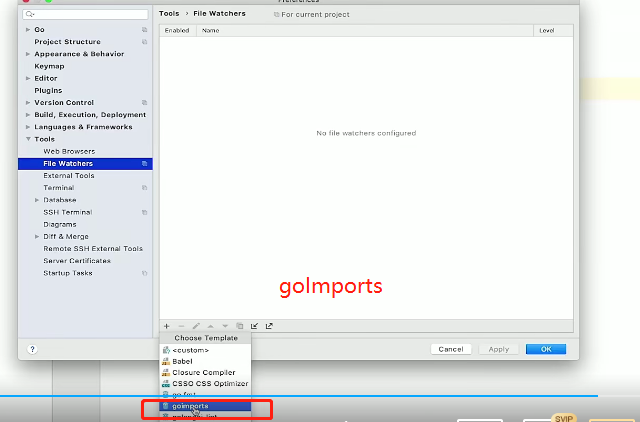 Preferences
Tools › File Watchers
For current project
Go
Project Structure
Appearance & Behavior
Keymap
Editor
Plugins
Version Control
Build, Execution, Deployment
Languages & Frameworks
Tools
Web Browsers
File Watchers
External Tools
Terminal
Database
SSH Terminal
Diagrams
Diff & Merge
Remote SSH External Tools
Server Certificates
Startup Tasks
Enabled
Name
Level
No file watchers configured
goImports
Choose Template
<custom>
Babel
Closure Compiler
CSSO CSS Optimizer
go fmt
goimports
?
Cancel
Apply
OK
SVIP